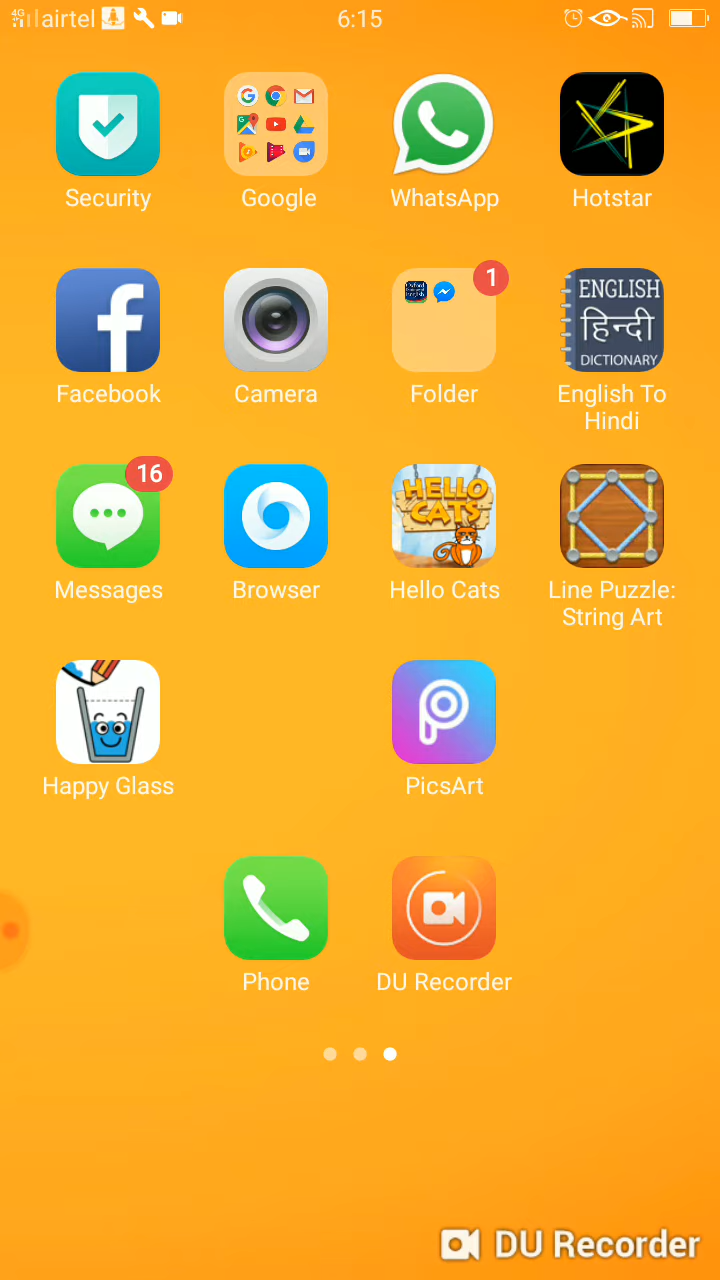 4G airtel 6:15
Security Google WhatsApp Hotstar
1
ENGLISH
हिन्दी
DICTIONARY
Facebook Camera Folder English To
Hindi
16
HELLO
CATS
Messages Browser Hello Cats Line Puzzle:
String Art
Happy Glass PicsArt
Phone DU Recorder
DU Recorder